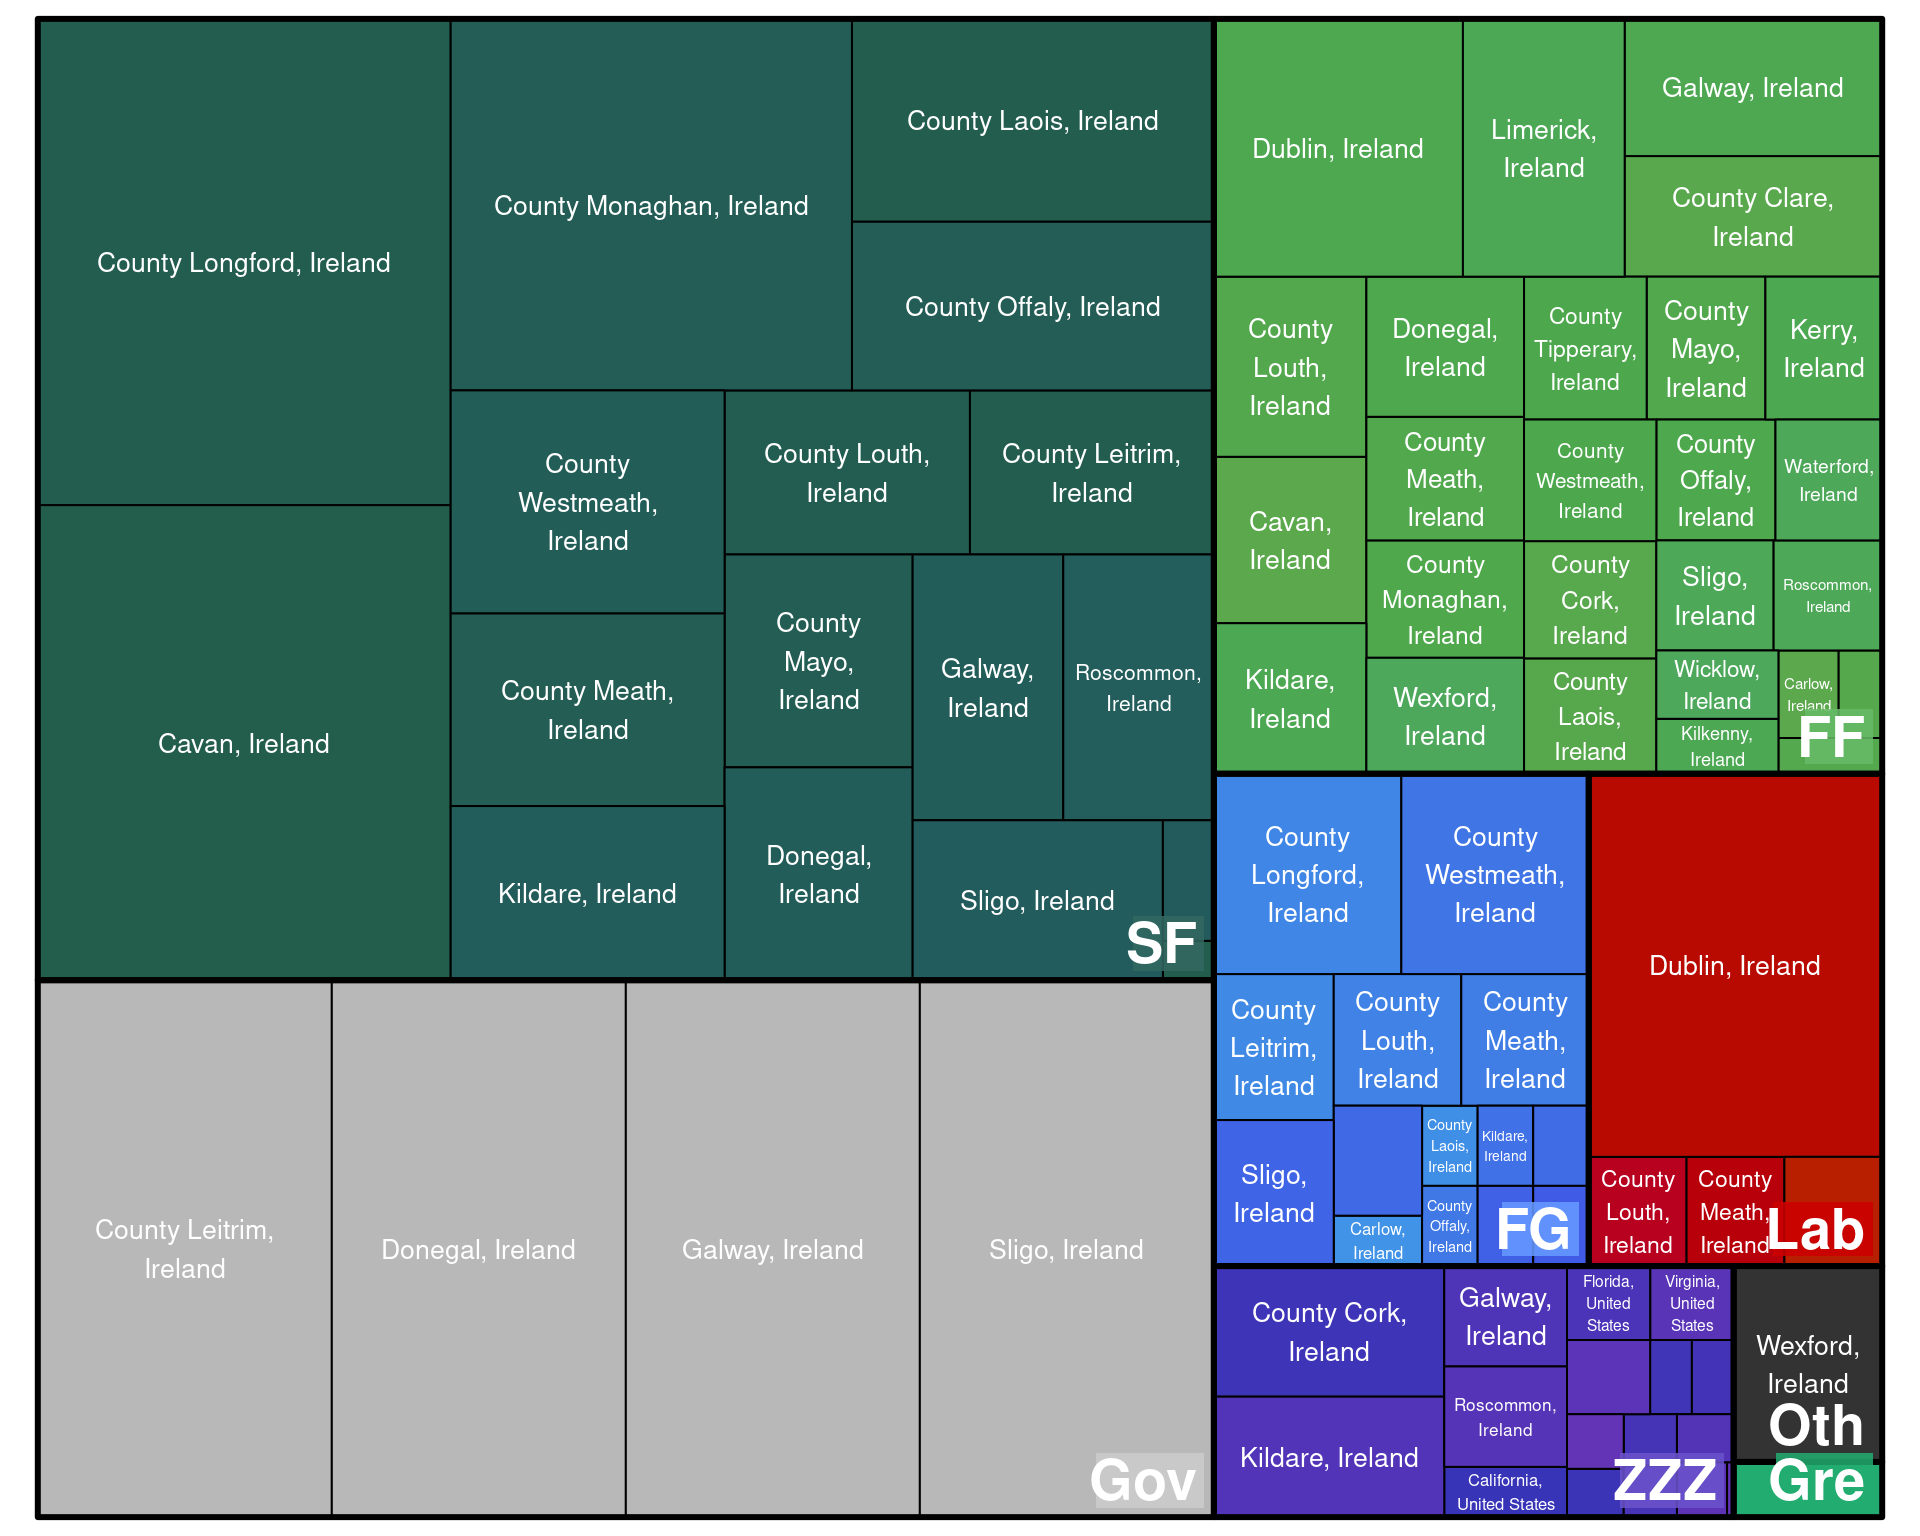 County Longford, Ireland
Cavan, Ireland
County Monaghan, Ireland
County Laois, Ireland
County Offaly, Ireland
County
Westmeath,
Ireland
County Louth,
Ireland
County Leitrim,
Ireland
County Meath,
Ireland
Kildare, Ireland
County
Mayo,
Ireland
Donegal,
Ireland
Galway,
Ireland
Roscommon,
Ireland
Sligo, Ireland
SF
County Leitrim,
Ireland
Donegal, Ireland
Galway, Ireland
Sligo, Ireland
Gov
Dublin, Ireland
Limerick,
Ireland
Galway, Ireland
County Clare,
Ireland
County
Louth,
Ireland
Cavan,
Ireland
Kildare,
Ireland
Donegal,
Ireland
County
Meath,
Ireland
County
Monaghan,
Ireland
Wexford,
Ireland
County
Tipperary,
Ireland
County
Mayo,
Ireland
Kerry,
Ireland
County
Westmeath,
Ireland
County
Offaly,
Ireland
Waterford,
Ireland
County
Cork,
Ireland
County
Laois,
Ireland
Sligo,
Ireland
Roscommon,
Ireland
Wicklow,
Ireland
Kilkenny,
Ireland
Carlow,
Ireland
FF
County
Longford,
Ireland
County
Westmeath,
Ireland
County
Leitrim,
Ireland
Sligo,
Ireland
County
Louth,
Ireland
County
Meath,
Ireland
County
Laois,
Ireland
Kildare,
Ireland
Carlow,
Ireland
County
Offaly,
Ireland
FG
Dublin, Ireland
County
Louth,
Ireland
County
Meath,
Ireland
Lab
County Cork,
Ireland
Kildare, Ireland
Galway,
Ireland
Roscommon,
Ireland
California,
United States
Florida,
United
States
Virginia,
United
States
ZZZ
Wexford,
Ireland
Oth
Gre